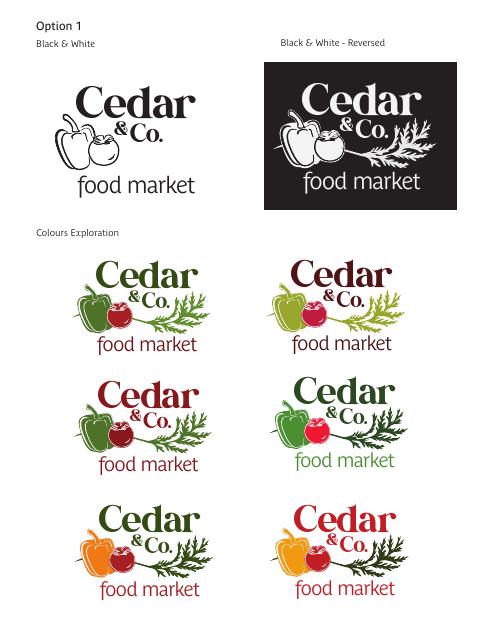 Option 1
Black & White
Black & White - Reversed
Cedar
& Co.
food market
Cedar
& Co.
food market
Colours Exploration
Cedar
& Co.
food market
Cedar
& Co.
food market
Cedar
& Co.
food market
Cedar
& Co.
food market
Cedar
& Co.
food market
Cedar
& Co.
food market